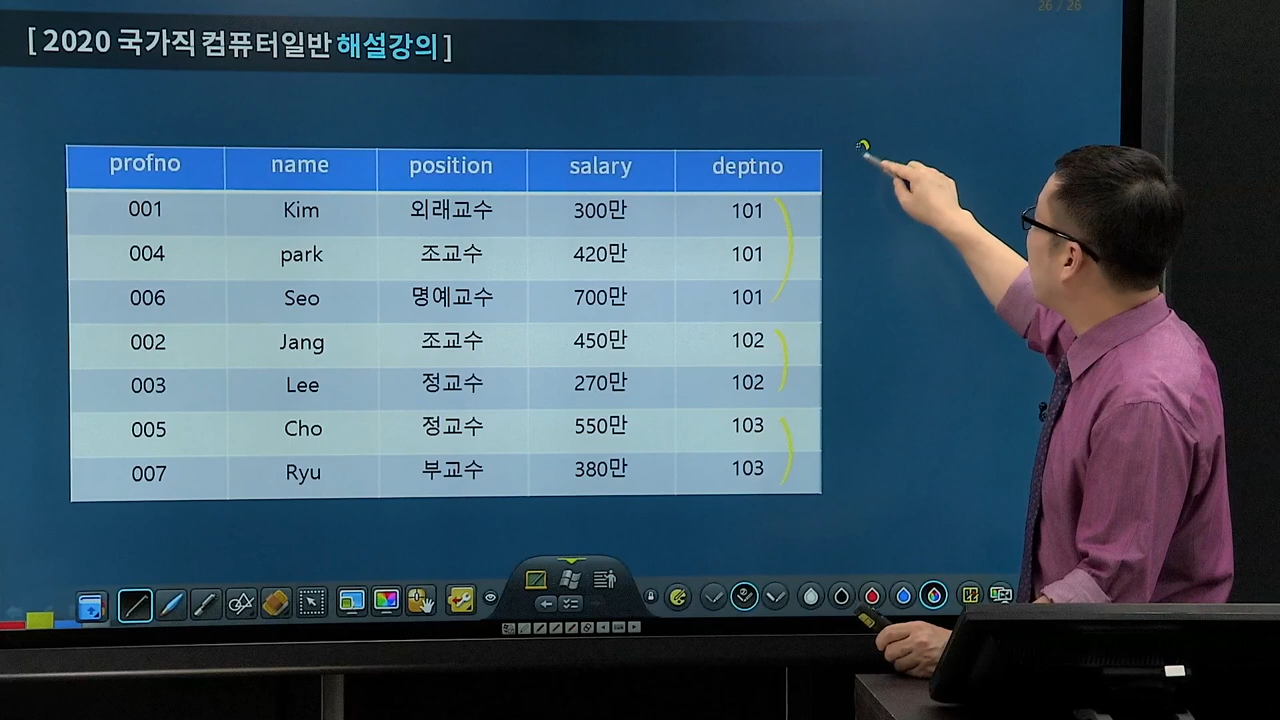 26 / 26
[ 2020 국가직 컴퓨터일반 해설강의 ]
profno name position salary deptno
001 Kim 외래교수 300만 101
004 park 조교수 420만 101
006 Seo 명예교수 700만 101
002 Jang 조교수 450만 102
003 Lee 정교수 270만 102
005 Cho 정교수 550만 103
007 Ryu 부교수 380만 103